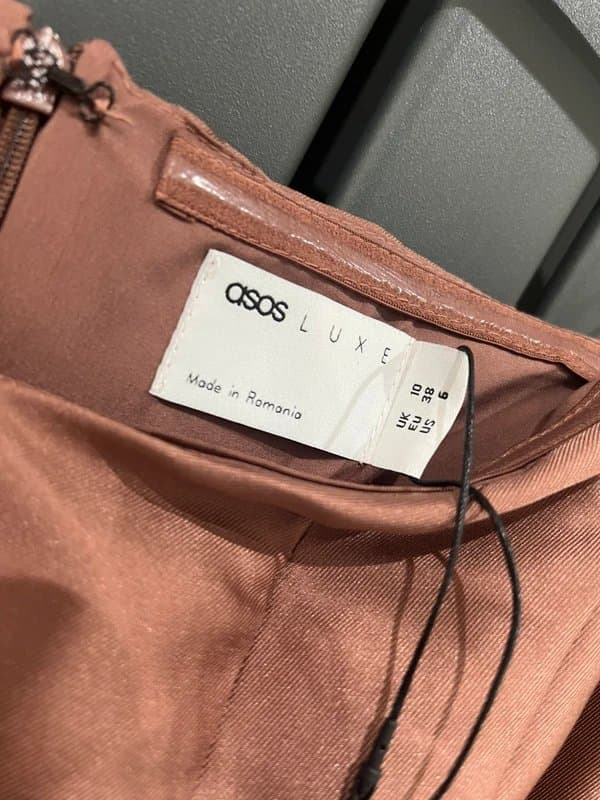 asos LUXE
Made in Romania
UK 10
EU 38
US 6